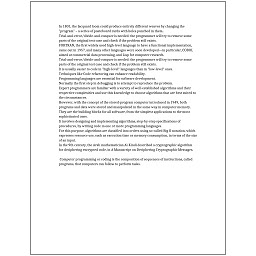 In 1801, the Jacquard loom could produce entirely different weaves by changing the
"program" – a series of pasteboard cards with holes punched in them.
Trial-and-error/divide-and-conquer is needed: the programmer will try to remove some
parts of the original test case and check if the problem still exists.
FORTRAN, the first widely used high-level language to have a functional implementation,
came out in 1957, and many other languages were soon developed—in particular, COBOL
aimed at commercial data processing, and Lisp for computer research.
Trial-and-error/divide-and-conquer is needed: the programmer will try to remove some
parts of the original test case and check if the problem still exists.
It is usually easier to code in "high-level" languages than in "low-level" ones.
Techniques like Code refactoring can enhance readability.
Programming languages are essential for software development.
Normally the first step in debugging is to attempt to reproduce the problem.
Expert programmers are familiar with a variety of well-established algorithms and their
respective complexities and use this knowledge to choose algorithms that are best suited to
the circumstances.
However, with the concept of the stored-program computer introduced in 1949, both
programs and data were stored and manipulated in the same way in computer memory.
They are the building blocks for all software, from the simplest applications to the most
sophisticated ones.
It involves designing and implementing algorithms, step-by-step specifications of
procedures, by writing code in one or more programming languages.
For this purpose algorithms are classified into orders using so-called Big O notation, which
expresses resource use, such as execution time or memory consumption, in terms of the size
of an input.
In the 9th century, the Arab mathematician Al-Kindi described a cryptographic algorithm
for deciphering encrypted code, in A Manuscript on Deciphering Cryptographic Messages.
Computer programming or coding is the composition of sequences of instructions, called
programs, that computers can follow to perform tasks.